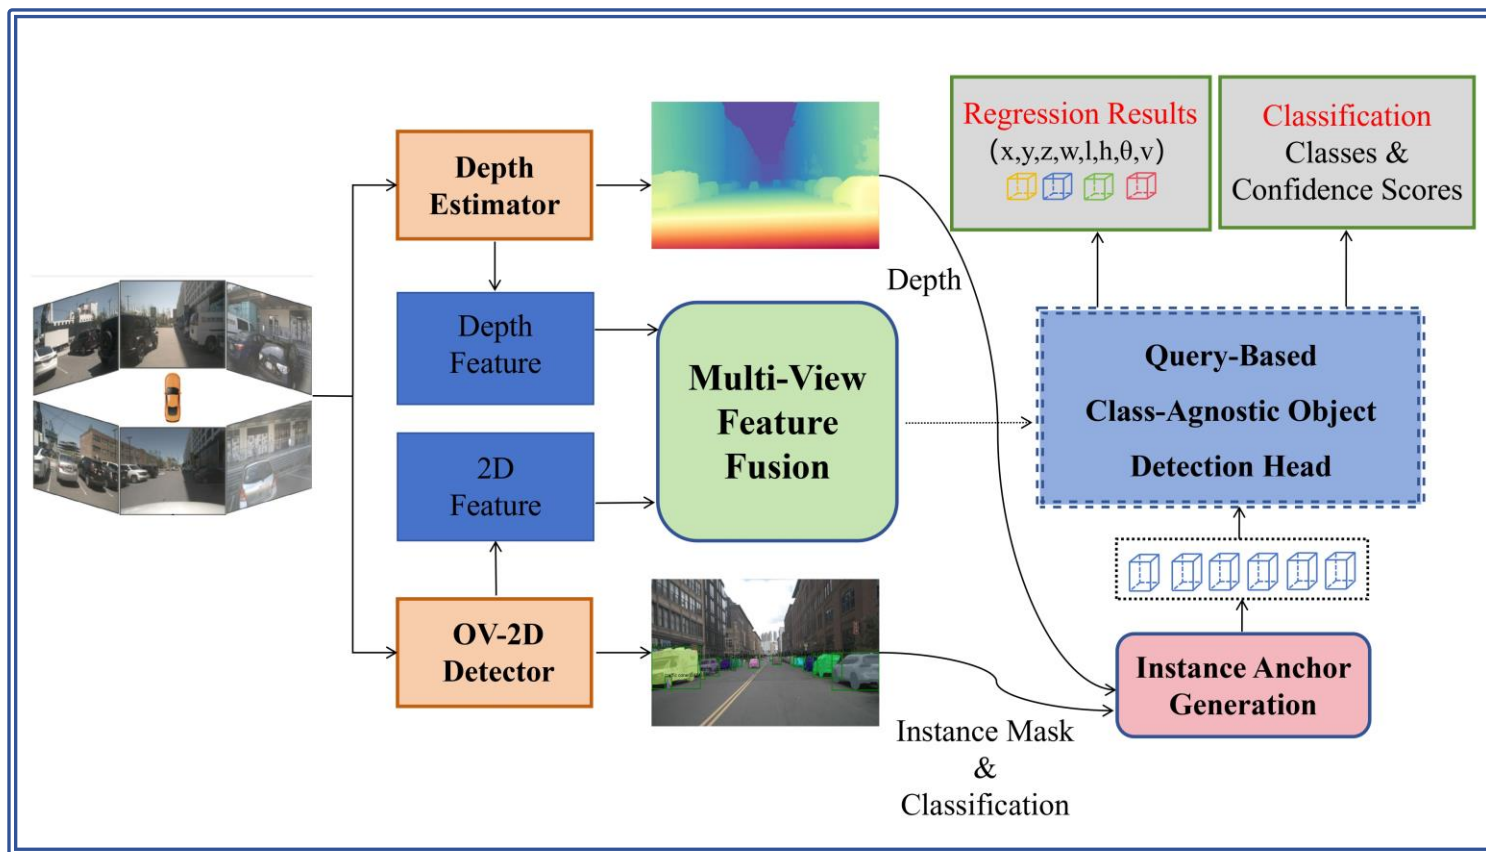 Depth
Estimator
Depth
Feature
2D
Feature
OV-2D
Detector
Multi-View
Feature
Fusion
Depth
Instance Mask
&
Classification
Regression Results
(x,y,z,w,l,h,θ,v)
Classification
Classes &
Confidence Scores
Query-Based
Class-Agnostic Object
Detection Head
Instance Anchor
Generation